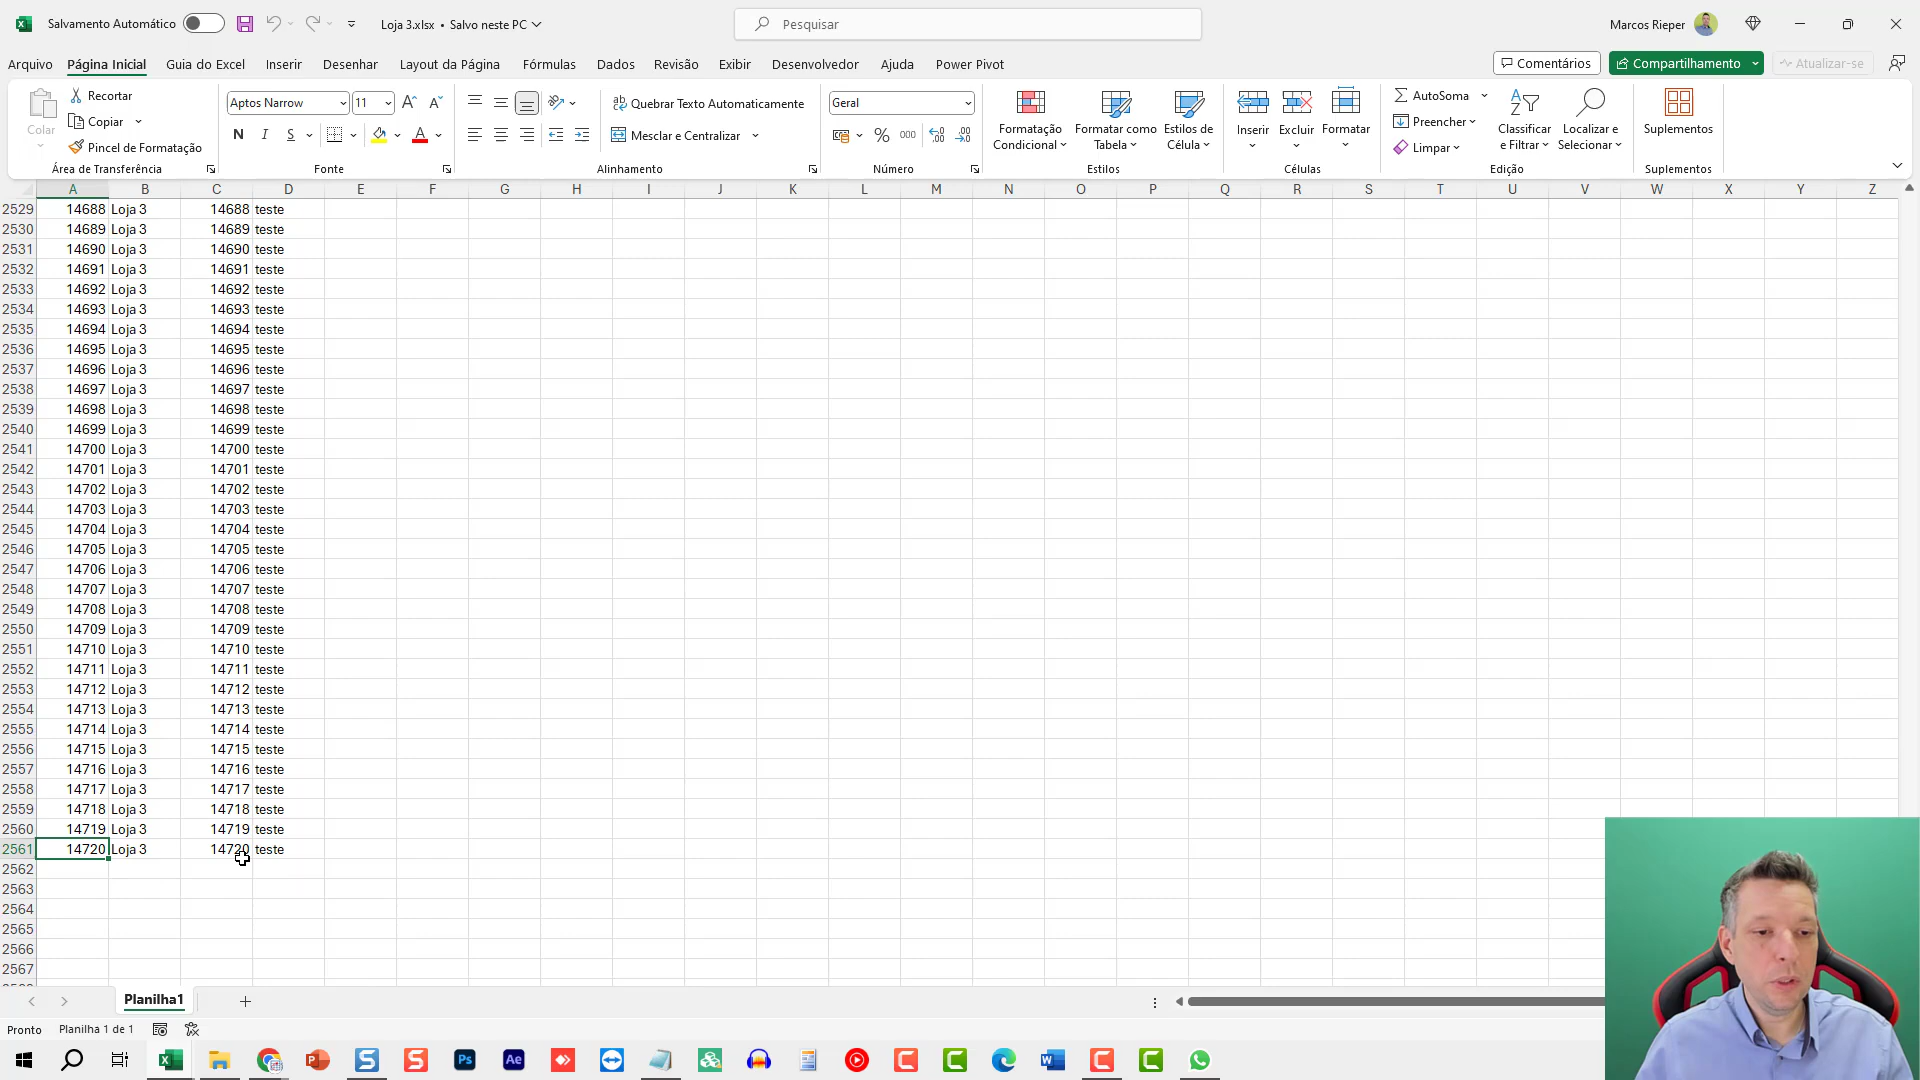 Salvamento Automático
Loja 3.xlsx • Salvo neste PC
Pesquisar
Marcos Rieper
Arquivo Página Inicial Guia do Excel Inserir Desenhar Layout da Página Fórmulas Dados Revisão Exibir Desenvolvedor Ajuda Power Pivot
Comentários Compartilhamento Atualizar-se
Colar
Recortar
Copiar
Pincel de Formatação
Área de Transferência
Aptos Narrow 11
N I S
Fonte
Quebrar Texto Automaticamente
Mesclar e Centralizar
Alinhamento
Geral
% 000
Número
Formatação Condicional
Formatar como Tabela
Estilos de Célula
Estilos
Inserir Excluir Formatar
Células
AutoSoma
Preencher
Limpar
Classificar e Filtrar
Localizar e Selecionar
Edição
Suplementos
Suplementos
A B C D E F G H I J K L M N O P Q R S T U V W X Y Z
2529 14688 Loja 3 14688 teste
2530 14689 Loja 3 14689 teste
2531 14690 Loja 3 14690 teste
2532 14691 Loja 3 14691 teste
2533 14692 Loja 3 14692 teste
2534 14693 Loja 3 14693 teste
2535 14694 Loja 3 14694 teste
2536 14695 Loja 3 14695 teste
2537 14696 Loja 3 14696 teste
2538 14697 Loja 3 14697 teste
2539 14698 Loja 3 14698 teste
2540 14699 Loja 3 14699 teste
2541 14700 Loja 3 14700 teste
2542 14701 Loja 3 14701 teste
2543 14702 Loja 3 14702 teste
2544 14703 Loja 3 14703 teste
2545 14704 Loja 3 14704 teste
2546 14705 Loja 3 14705 teste
2547 14706 Loja 3 14706 teste
2548 14707 Loja 3 14707 teste
2549 14708 Loja 3 14708 teste
2550 14709 Loja 3 14709 teste
2551 14710 Loja 3 14710 teste
2552 14711 Loja 3 14711 teste
2553 14712 Loja 3 14712 teste
2554 14713 Loja 3 14713 teste
2555 14714 Loja 3 14714 teste
2556 14715 Loja 3 14715 teste
2557 14716 Loja 3 14716 teste
2558 14717 Loja 3 14717 teste
2559 14718 Loja 3 14718 teste
2560 14719 Loja 3 14719 teste
2561 14720 Loja 3 14720 teste
2562
2563
2564
2565
2566
2567
Planilha1
Pronto Planilha 1 de 1